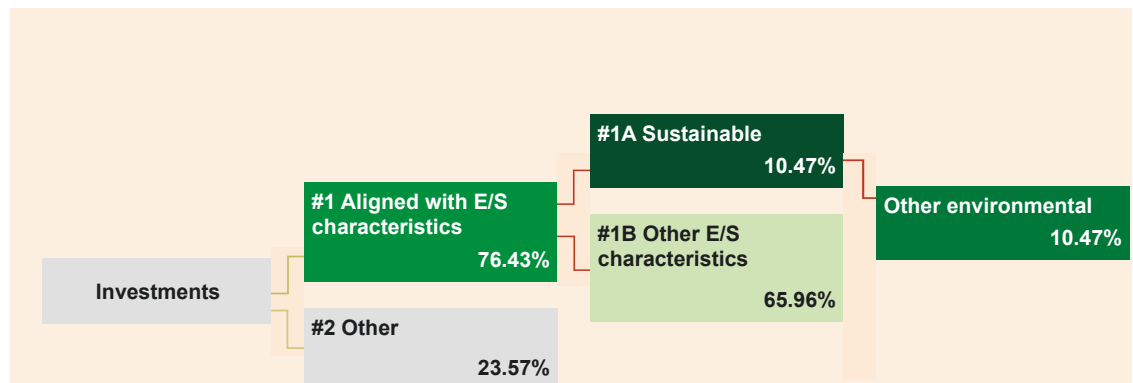 Investments
#1 Aligned with E/S
characteristics
76.43%
#2 Other
23.57%
#1A Sustainable
10.47%
#1B Other E/S
characteristics
65.96%
Other environmental
10.47%